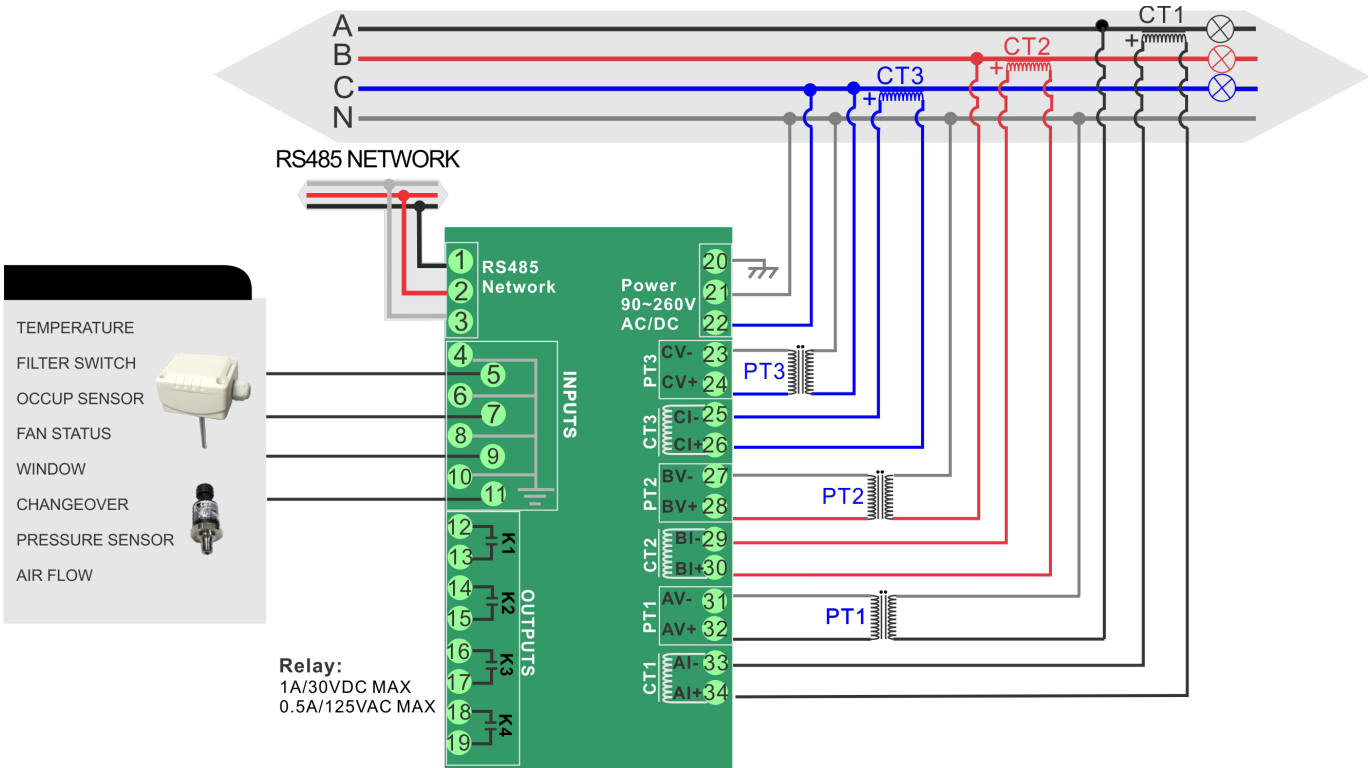 A
B
C
N
CT1
+
CT2
+
CT3
+
RS485 NETWORK
1
2
3
RS485
Network
Power
90~260V
AC/DC
20
21
22
TEMPERATURE
FILTER SWITCH
OCCUP SENSOR
FAN STATUS
WINDOW
CHANGEOVER
PRESSURE SENSOR
AIR FLOW
4
5
6
7
8
9
10
11
INPUTS
12
13
K1
14
15
K2
16
17
K3
18
19
K4
OUTPUTS
Relay:
1A/30VDC MAX
0.5A/125VAC MAX
PT3
CV- 23
CV+ 24
PT3
CT3
CI- 25
CI+ 26
PT2
BV- 27
BV+ 28
PT2
CT2
BI- 29
BI+ 30
PT1
AV- 31
AV+ 32
PT1
CT1
AI- 33
AI+ 34